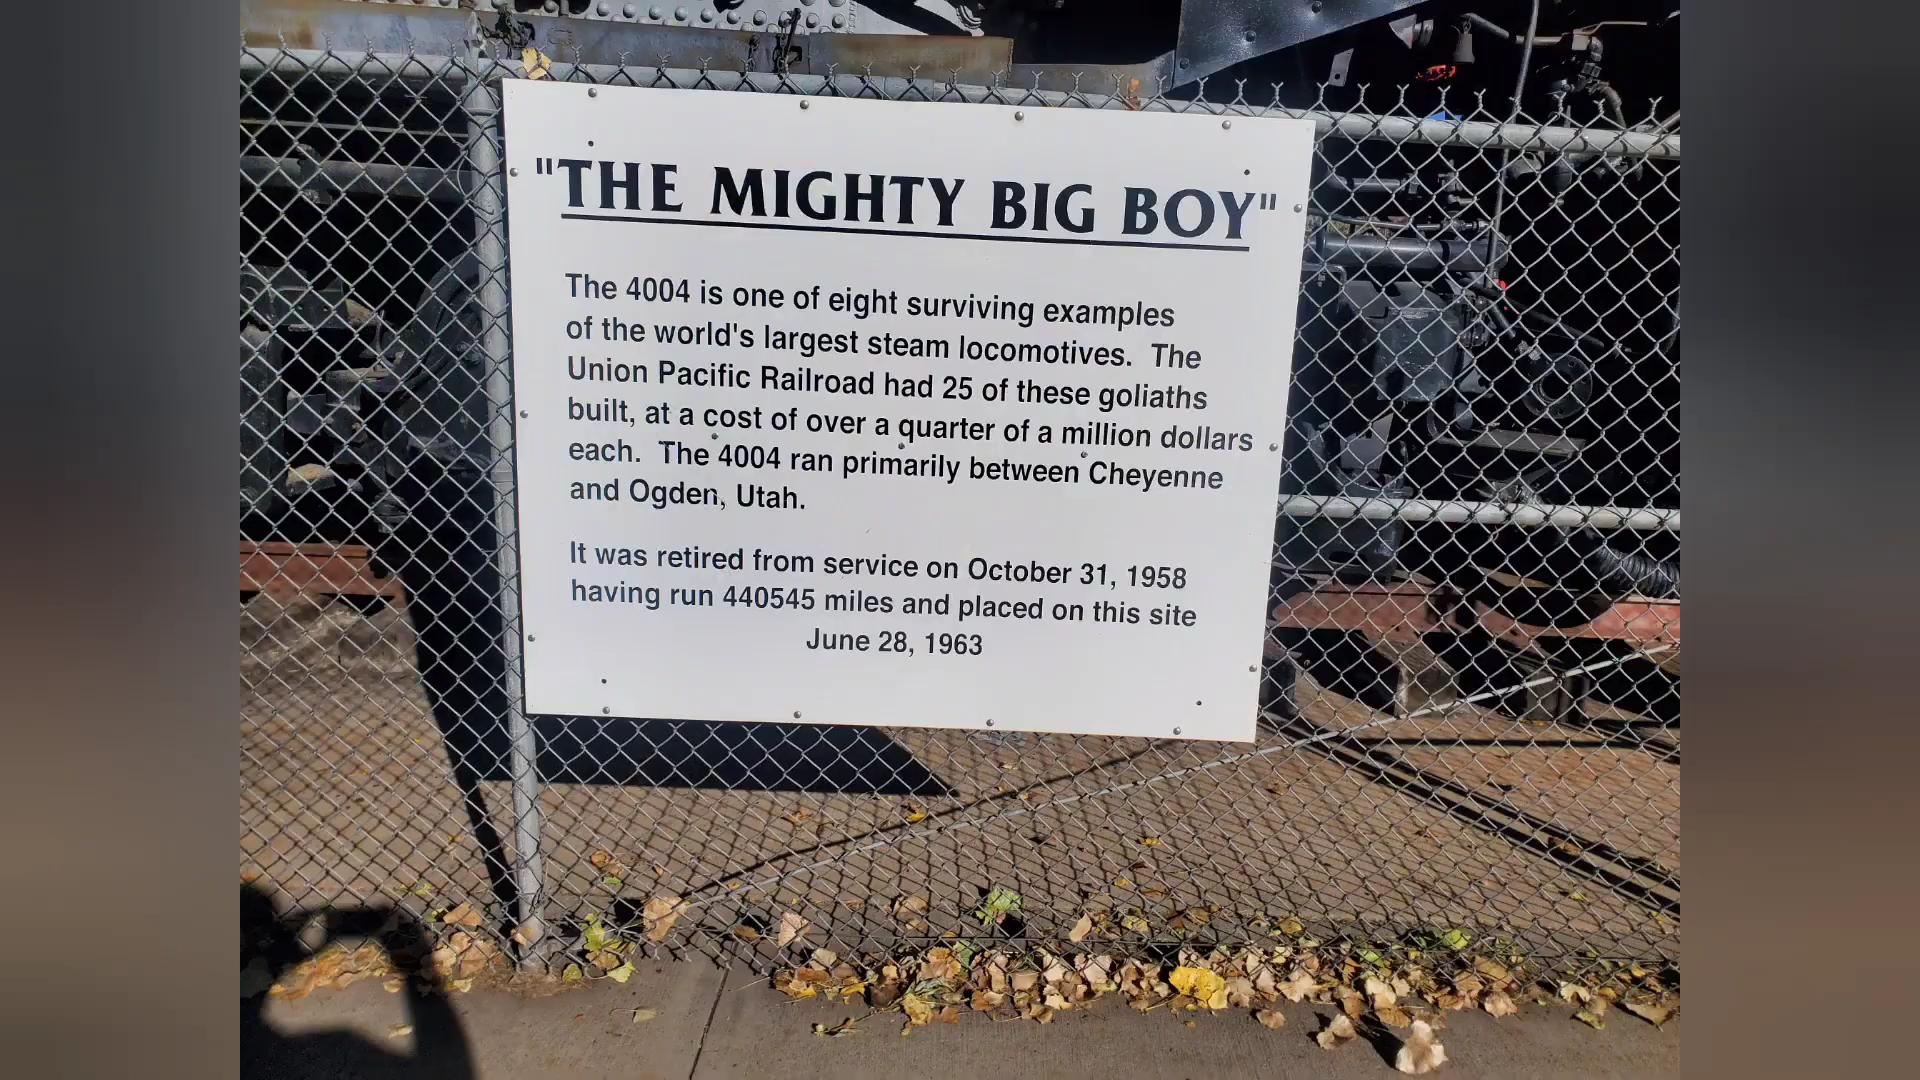 "THE MIGHTY BIG BOY"
The 4004 is one of eight surviving examples
of the world's largest steam locomotives. The
Union Pacific Railroad had 25 of these goliaths
built, at a cost of over a quarter of a million dollars
each. The 4004 ran primarily between Cheyenne
and Ogden, Utah.
It was retired from service on October 31, 1958
having run 440545 miles and placed on this site
June 28, 1963